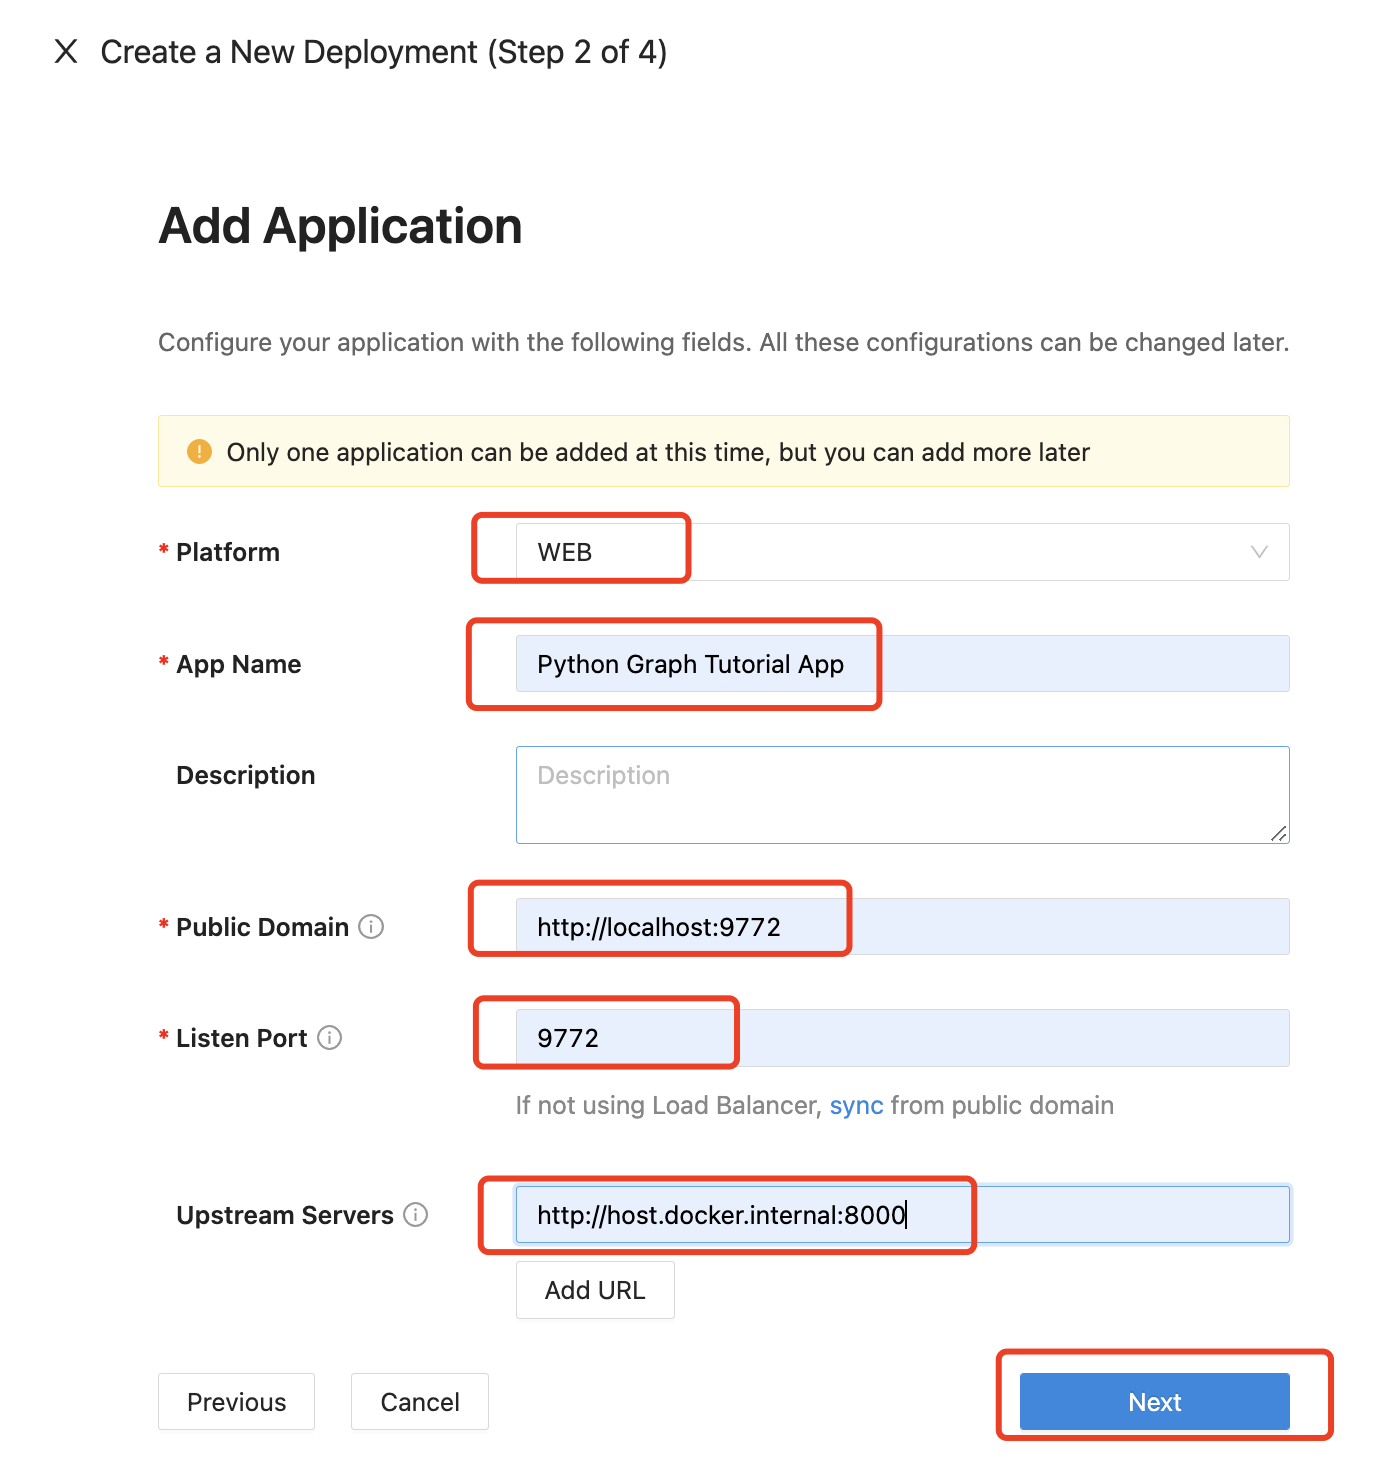 X Create a New Deployment (Step 2 of 4)
Add Application
Configure your application with the following fields. All these configurations can be changed later.
! Only one application can be added at this time, but you can add more later
* Platform WEB
* App Name Python Graph Tutorial App
Description Description
* Public Domain http://localhost:9772
* Listen Port 9772
If not using Load Balancer, sync from public domain
Upstream Servers http://host.docker.internal:8000
Add URL
Previous Cancel Next